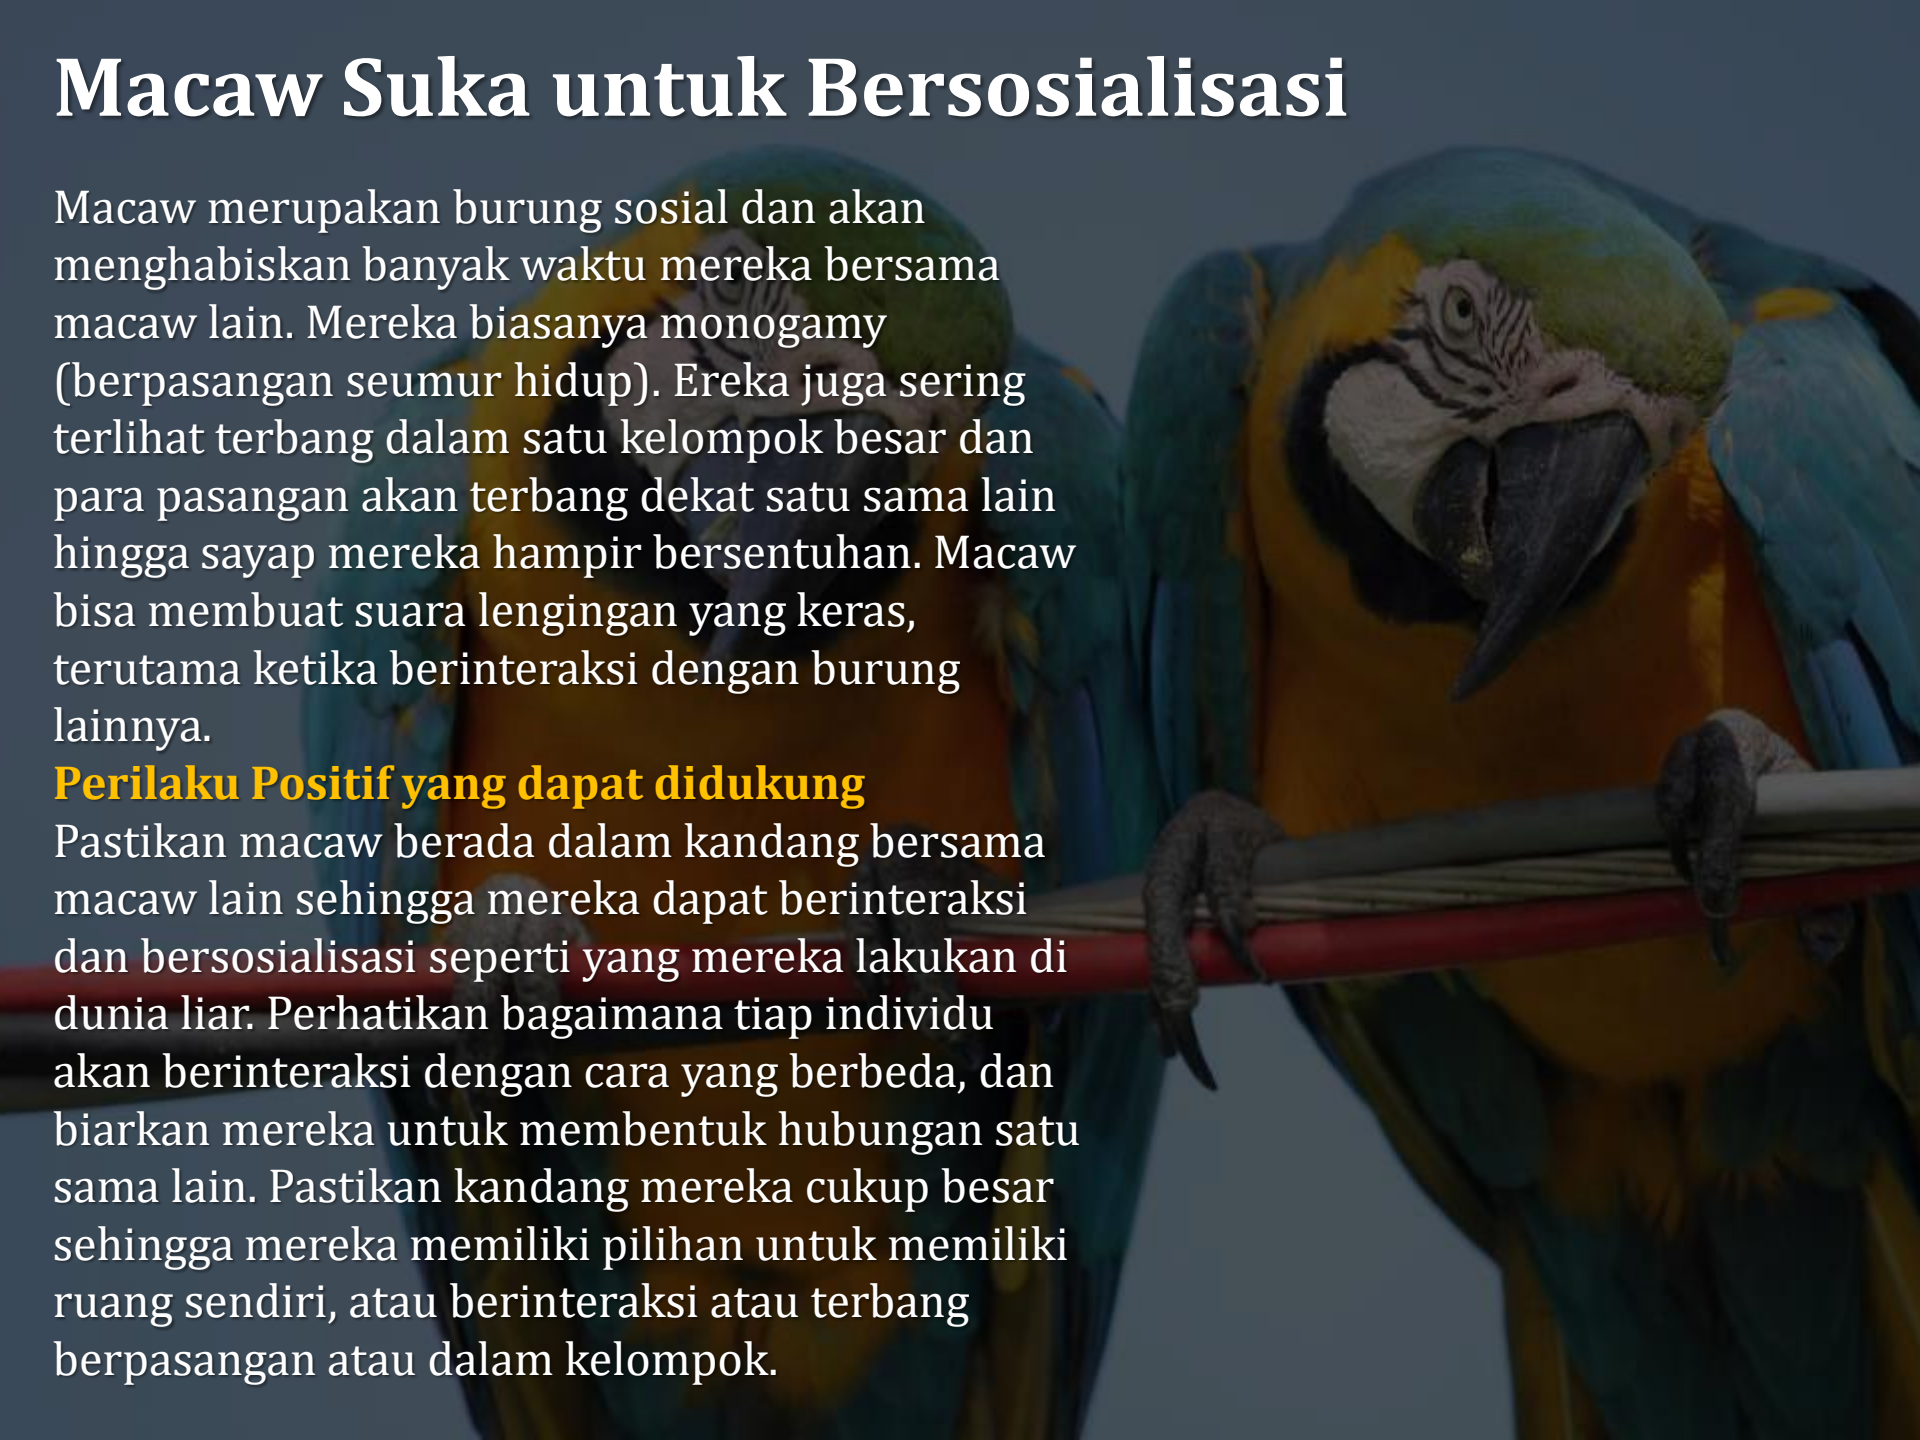 Macaw Suka untuk Bersosialisasi
Macaw merupakan burung sosial dan akan
menghabiskan banyak waktu mereka bersama
macaw lain. Mereka biasanya monogamy
(berpasangan seumur hidup). Ereka juga sering
terlihat terbang dalam satu kelompok besar dan
para pasangan akan terbang dekat satu sama lain
hingga sayap mereka hampir bersentuhan. Macaw
bisa membuat suara lengingan yang keras,
terutama ketika berinteraksi dengan burung
lainnya.
Perilaku Positif yang dapat didukung
Pastikan macaw berada dalam kandang bersama
macaw lain sehingga mereka dapat berinteraksi
dan bersosialisasi seperti yang mereka lakukan di
dunia liar. Perhatikan bagaimana tiap individu
akan berinteraksi dengan cara yang berbeda, dan
biarkan mereka untuk membentuk hubungan satu
sama lain. Pastikan kandang mereka cukup besar
sehingga mereka memiliki pilihan untuk memiliki
ruang sendiri, atau berinteraksi atau terbang
berpasangan atau dalam kelompok.